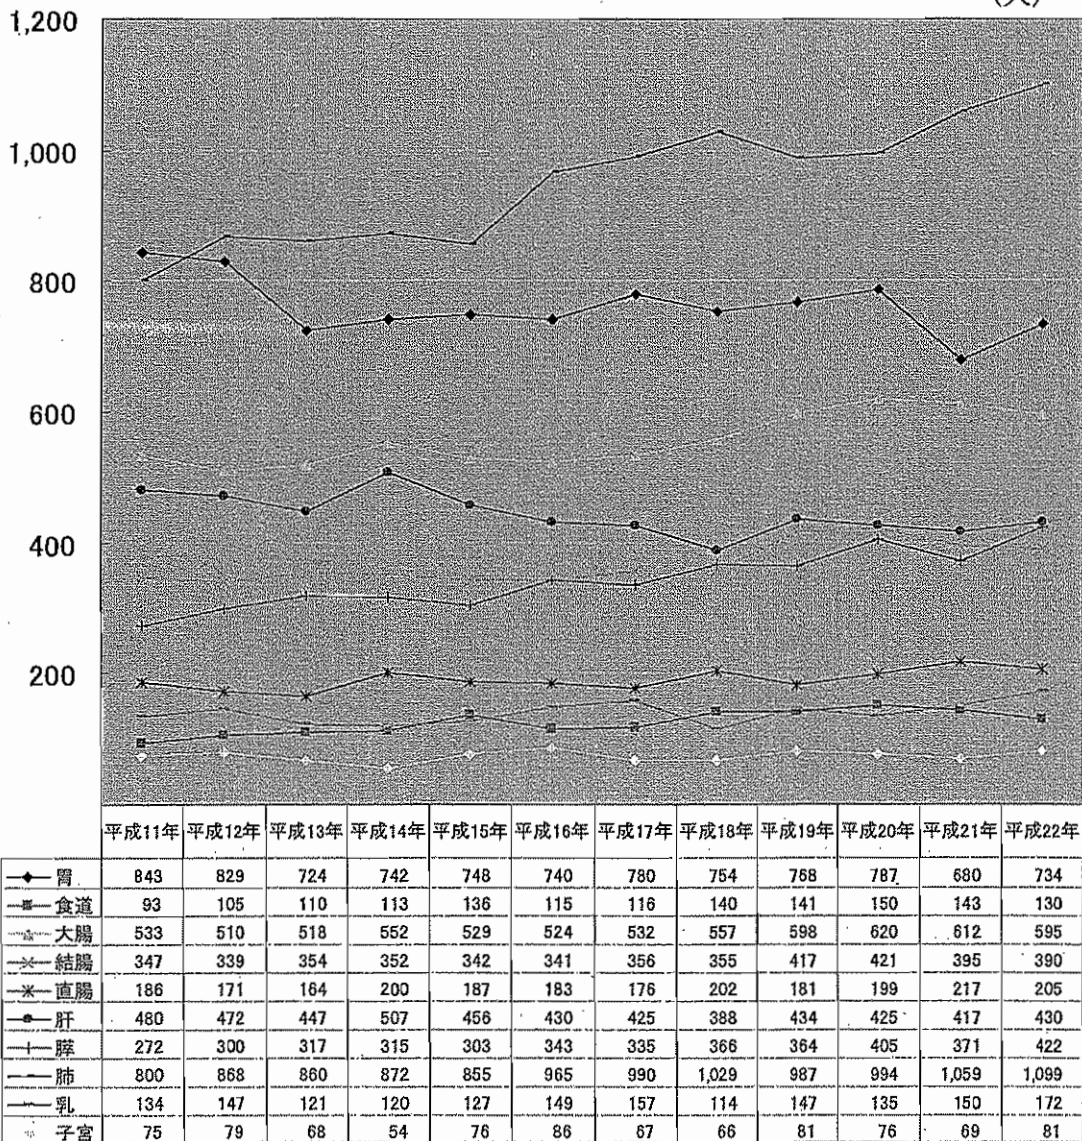 (人)
1,200
1,000
800
600
400
200
平成11年 平成12年 平成13年 平成14年 平成15年 平成16年 平成17年 平成18年 平成19年 平成20年 平成21年 平成22年
胃 843 829 724 742 748 740 780 754 768 787 680 734
食道 93 105 110 113 136 115 116 140 141 150 143 130
大腸 533 510 518 552 529 524 532 557 598 620 612 595
結腸 347 339 354 352 342 341 356 355 417 421 395 390
直腸 186 171 164 200 187 183 176 202 181 199 217 205
肝 480 472 447 507 456 430 425 388 434 425 417 430
膵 272 300 317 315 303 343 335 366 364 405 371 422
肺 800 868 860 872 855 965 990 1,029 987 994 1,059 1,099
乳 134 147 121 120 127 149 157 114 147 135 150 172
子宮 75 79 68 54 76 86 67 66 81 76 69 81